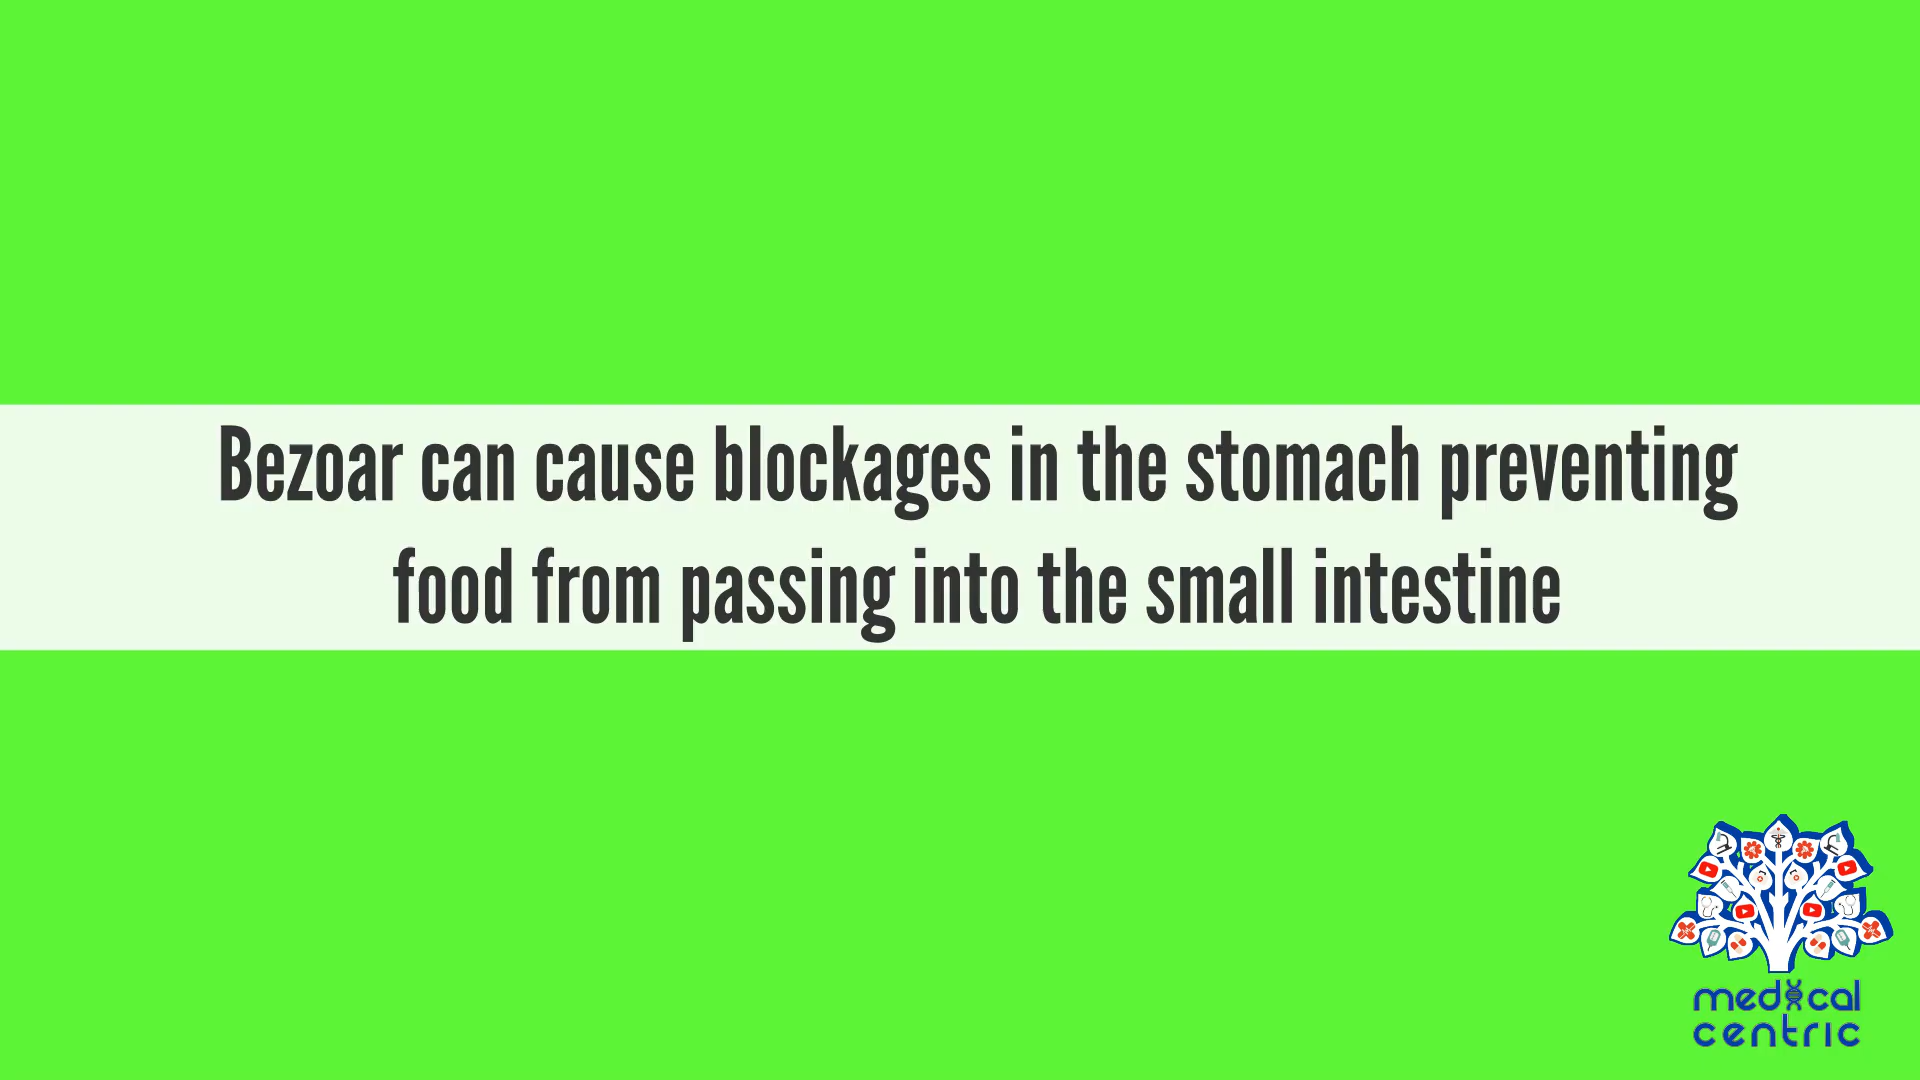 Bezoar can cause blockages in the stomach preventing
food from passing into the small intestine
medical
centric